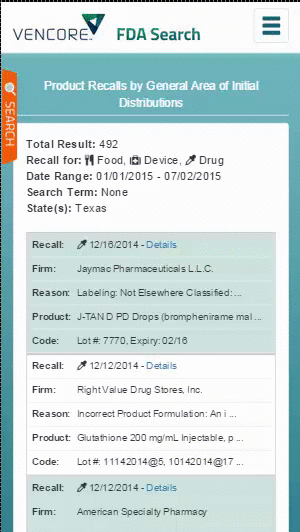 VENCORE FDA Search
Product Recalls by General Area of Initial
Distributions
SEARCH
Total Result: 492
Recall for: Food, Device, Drug
Date Range: 01/01/2015 - 07/02/2015
Search Term: None
State(s): Texas
Recall: 12/16/2014 - Details
Firm: Jaymac Pharmaceuticals L.L.C.
Reason: Labeling: Not Elsewhere Classified: ...
Product: J-TAN D PD Drops (brompheniramine mal ...
Code: Lot #: 7770, Expiry: 02/16
Recall: 12/12/2014 - Details
Firm: Right Value Drug Stores, Inc.
Reason: Incorrect Product Formulation: An i ...
Product: Glutathione 200 mg/mL Injectable, p ...
Code: Lot #: 11142014@5, 10142014@17 ...
Recall: 12/12/2014 - Details
Firm: American Specialty Pharmacy